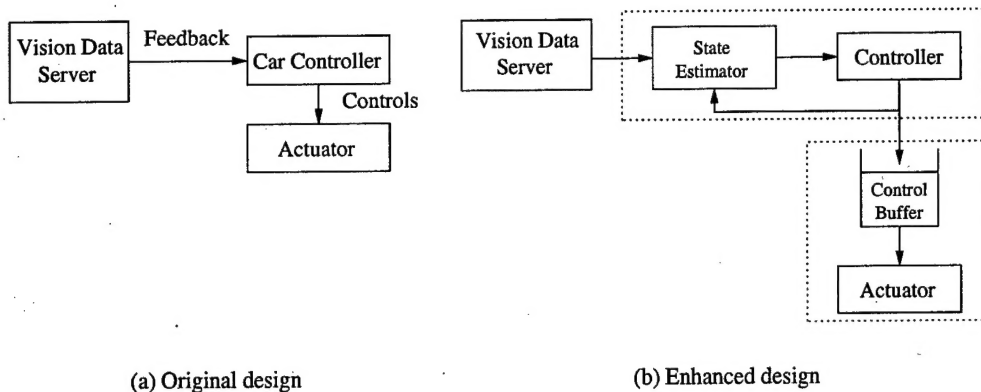 Vision Data
Server
Feedback
Car Controller
Controls
Actuator
(a) Original design
Vision Data
Server
State
Estimator
Controller
Control
Buffer
Actuator
(b) Enhanced design